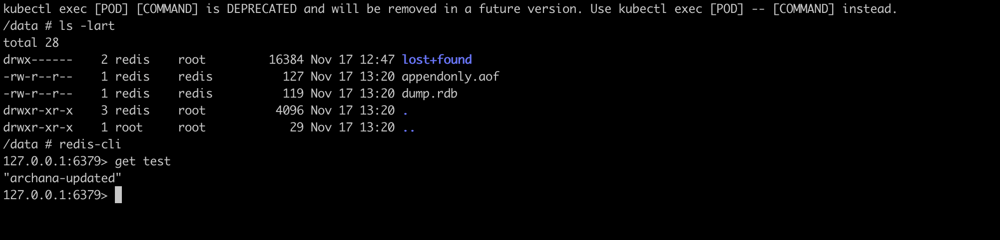 kubectl exec [POD] [COMMAND] is DEPRECATED and will be removed in a future version. Use kubectl exec [POD] -- [COMMAND] instead.
/data # ls -lart
total 28
drwx------    2 redis    root         16384 Nov 17 12:47 lost+found
-rw-r--r--    1 redis    redis          127 Nov 17 13:20 appendonly.aof
-rw-r--r--    1 redis    redis          119 Nov 17 13:20 dump.rdb
drwxr-xr-x    3 redis    root          4096 Nov 17 13:20 .
drwxr-xr-x    1 root     root            29 Nov 17 13:20 ..
/data # redis-cli
127.0.0.1:6379> get test
"archana-updated"
127.0.0.1:6379>